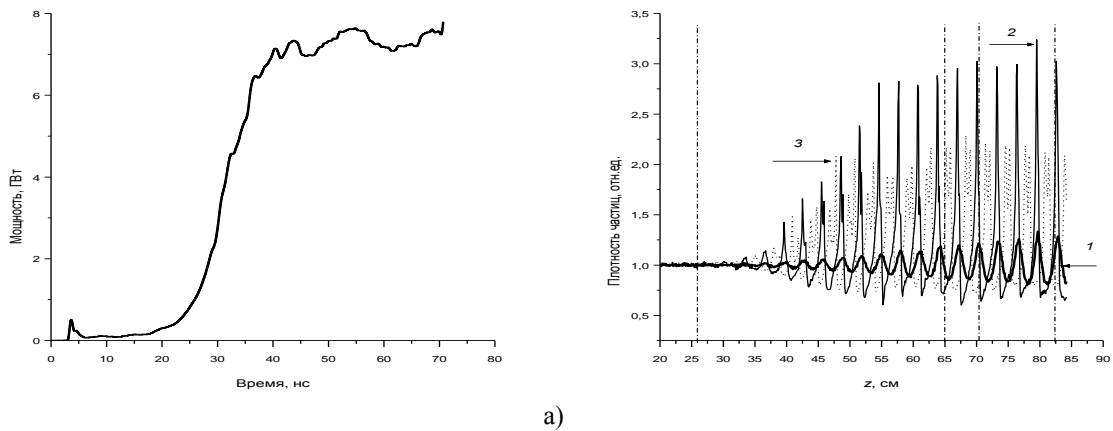 8
6
4
2
0
Мощность, ПВт
0 10 20 30 40 50 60 70 80
Время, нс
3,5
3,0
2,5
2,0
1,5
1,0
0,5
Плотность частиц, отн.ед.
2
3
1
20 25 30 35 40 45 50 55 60 65 70 75 80 85 90
z, см
а)